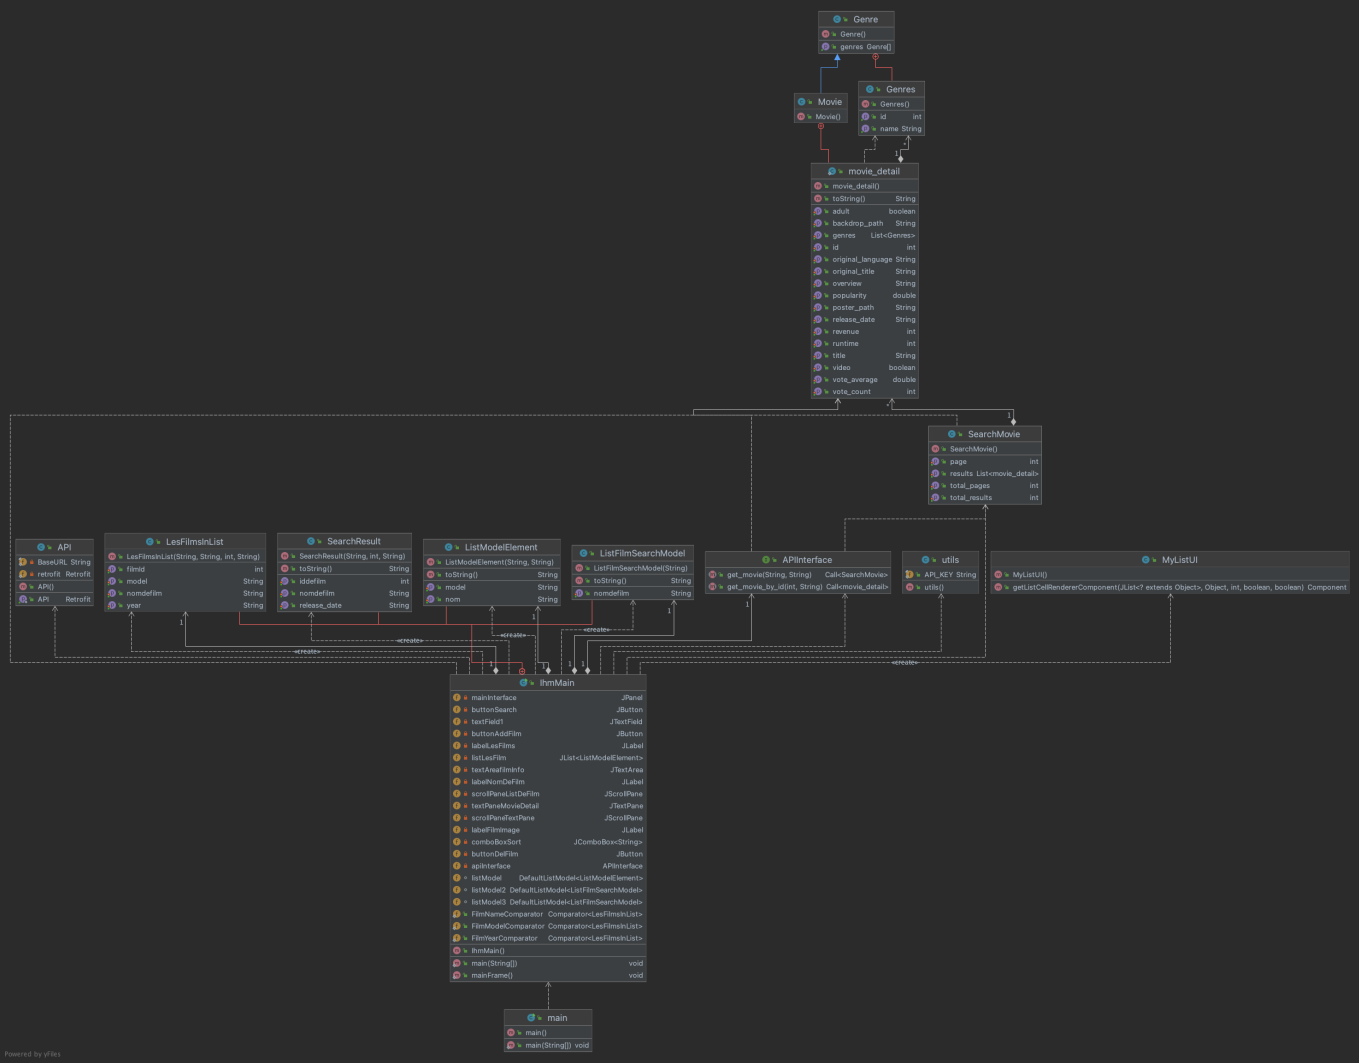 Genre
Genre()
genres Genre[]
Movie
Movie()
Genres
Genres()
id int
name String
*
1
movie_detail
movie_detail()
toString() String
adult boolean
backdrop_path String
genres List<Genres>
id int
original_language String
original_title String
overview String
popularity double
poster_path String
release_date String
revenue int
runtime int
title String
video boolean
vote_average double
vote_count int
*
1
SearchMovie
SearchMovie()
page int
results List<movie_detail>
total_pages int
total_results int
API
BaseURL String
retrofit Retrofit
API()
API Retrofit
LesFilmsInList
LesFilmsInList(String, String, int, String)
filmId int
model String
nomdefilm String
year String
SearchResult
SearchResult(String, int, String)
toString() String
iddefilm int
nomdefilm String
release_date String
ListModelElement
ListModelElement(String, String)
toString() String
model String
nom String
ListFilmSearchModel
ListFilmSearchModel(String)
toString() String
nomdefilm String
APIInterface
get_movie(String, String) Call<SearchMovie>
get_movie_by_id(int, String) Call<movie_detail>
utils
API_KEY String
utils()
MyListUI
MyListUI()
getListCellRendererComponent(JList<? extends Object>, Object, int, boolean, boolean) Component
1
1
1
1
«create»
«create»
«create»
«create»
«create»
1
1
1
1
IhmMain
mainInterface JPanel
buttonSearch JButton
textField1 JTextField
buttonAddFilm JButton
labelLesFilms JLabel
listLesFilm JList<ListModelElement>
textAreafilmInfo JTextArea
labelNomDeFilm JLabel
scrollPaneListDeFilm JScrollPane
textPaneMovieDetail JTextPane
scrollPaneTextPane JScrollPane
labelFilmImage JLabel
comboBoxSort JComboBox<String>
buttonDelFilm JButton
apiInterface APIInterface
listModel DefaultListModel<ListModelElement>
listModel2 DefaultListModel<ListFilmSearchModel>
listModel3 DefaultListModel<ListFilmSearchModel>
FilmNameComparator Comparator<LesFilmsInList>
FilmModelComparator Comparator<LesFilmsInList>
FilmYearComparator Comparator<LesFilmsInList>
IhmMain()
main(String[]) void
mainFrame() void
main
main()
main(String[]) void
Powered by yFiles